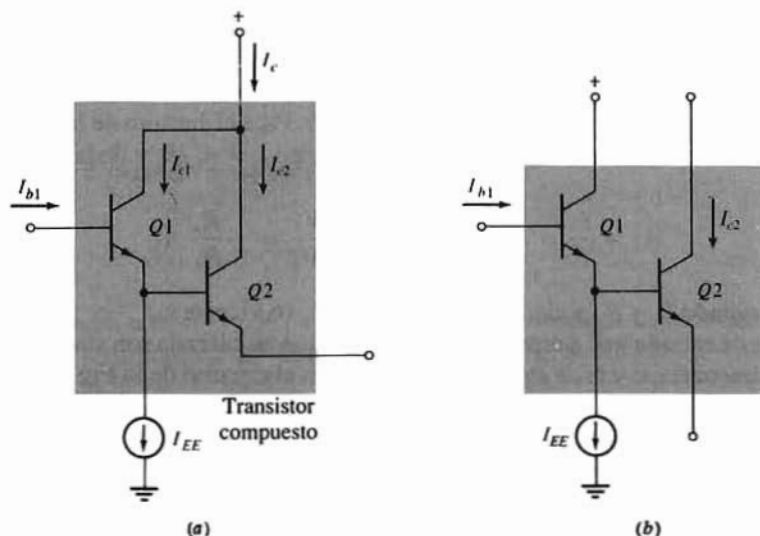 +
I_c
I_c1
I_c2
I_b1
Q1
Q2
I_EE
Transistor
compuesto
(a)
+
I_b1
I_c2
Q1
Q2
I_EE
(b)